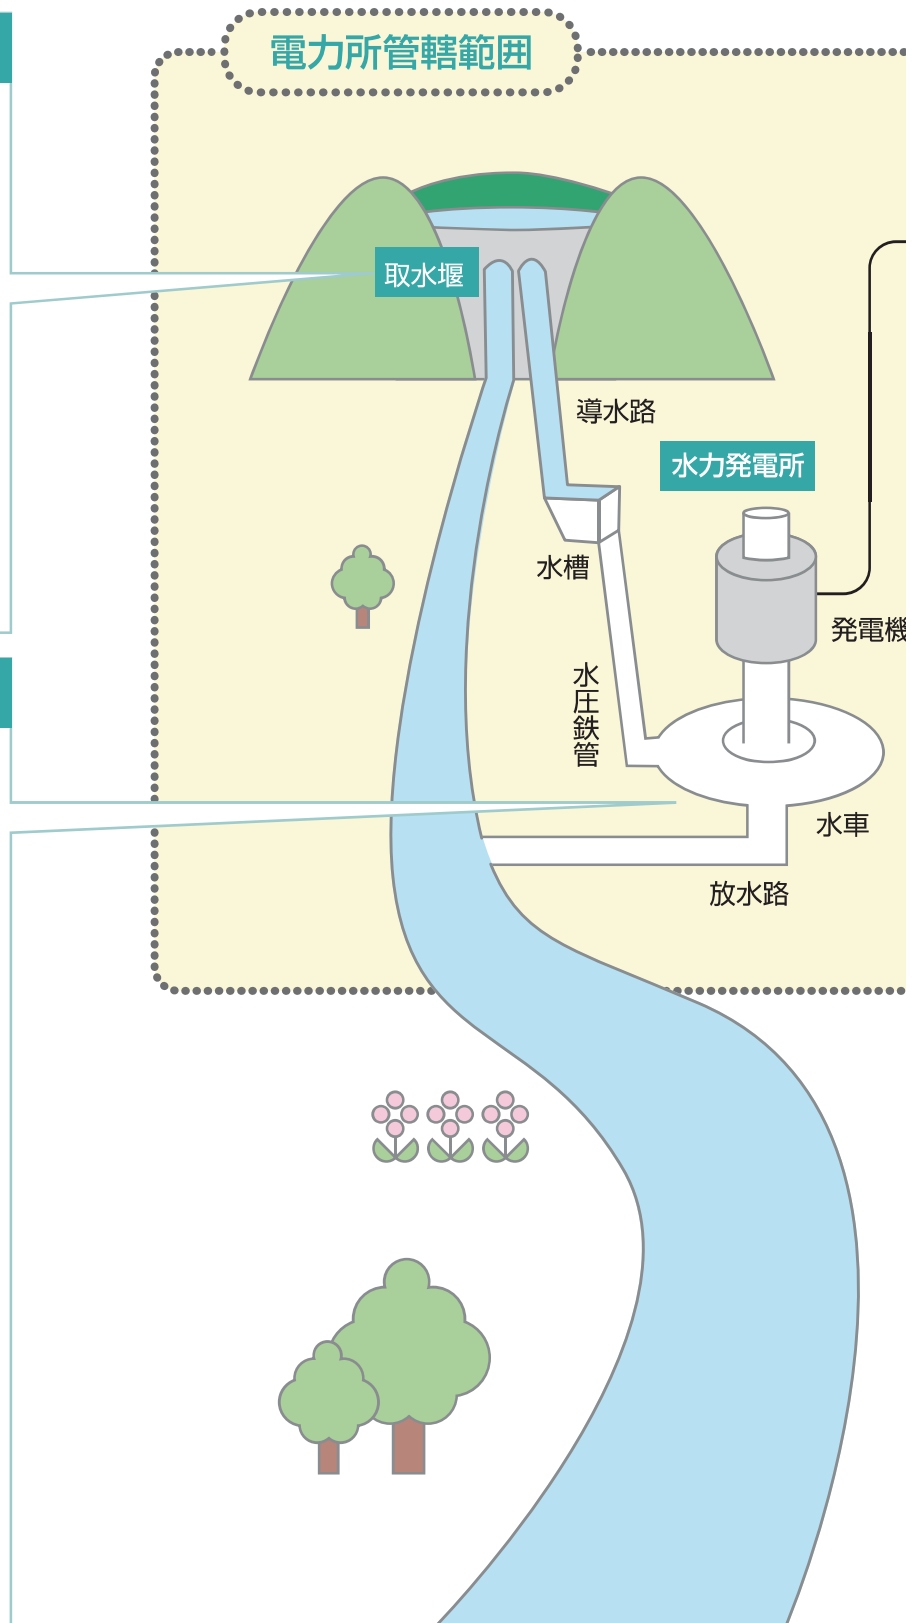 電力所管轄範囲
取水堰
導水路
水力発電所
水槽
発電機
水圧鉄管
水車
放水路